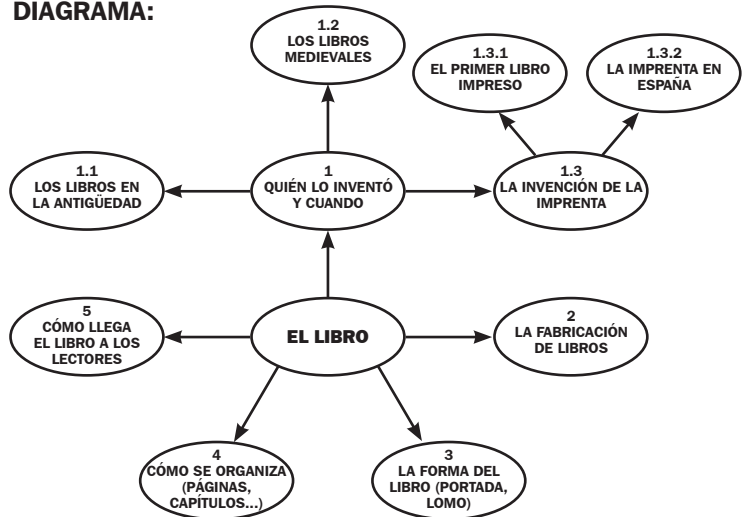 DIAGRAMA:
1.2
LOS LIBROS
MEDIEVALES
1.3.1
EL PRIMER LIBRO
IMPRESO
1.3.2
LA IMPRENTA EN
ESPAÑA
1.1
LOS LIBROS EN
LA ANTIGÜEDAD
1
QUIÉN LO INVENTÓ
Y CUANDO
1.3
LA INVENCIÓN DE LA
IMPRENTA
5
CÓMO LLEGA
EL LIBRO A LOS
LECTORES
EL LIBRO
2
LA FABRICACIÓN
DE LIBROS
4
CÓMO SE ORGANIZA
(PÁGINAS,
CAPÍTULOS...)
3
LA FORMA DEL
LIBRO (PORTADA,
LOMO)